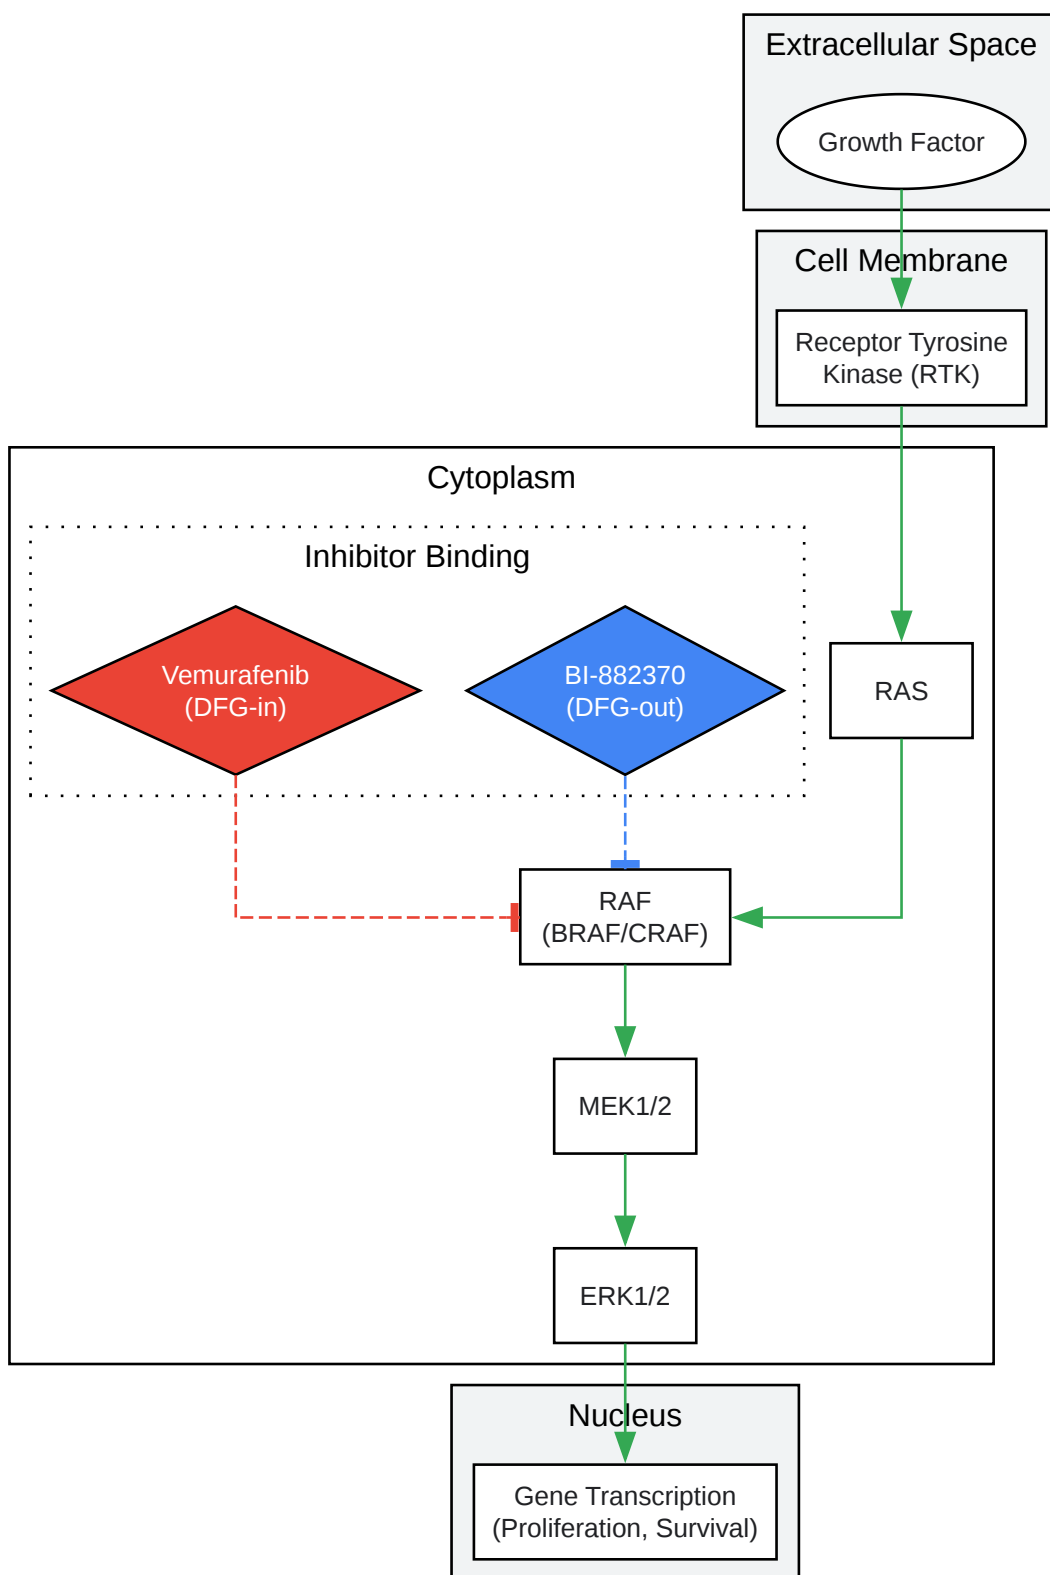 Extracellular Space
Growth Factor
Cell Membrane
Receptor Tyrosine
Kinase (RTK)
Cytoplasm
Inhibitor Binding
Vemurafenib
(DFG-in)
BI-882370
(DFG-out)
RAS
RAF
(BRAF/CRAF)
MEK1/2
ERK1/2
Nucleus
Gene Transcription
(Proliferation, Survival)